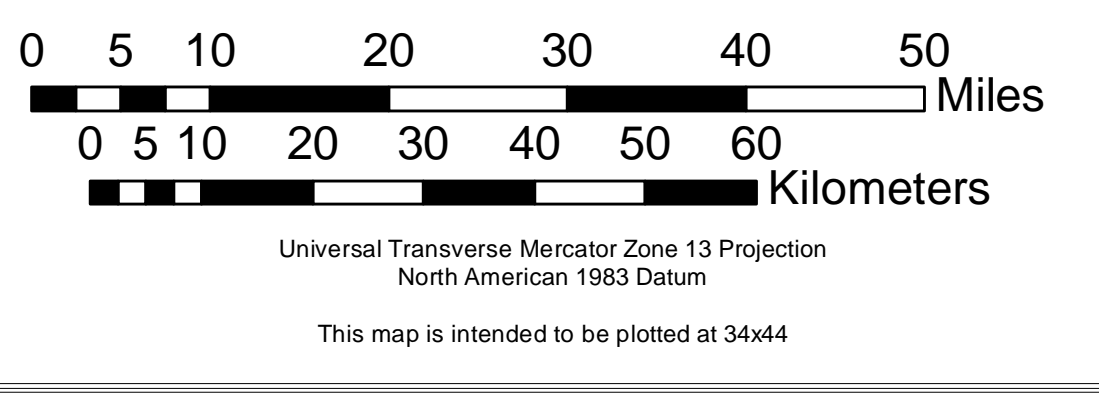 0 5 10 20 30 40 50
Miles
0 5 10 20 30 40 50 60
Kilometers
Universal Transverse Mercator Zone 13 Projection
North American 1983 Datum
This map is intended to be plotted at 34x44